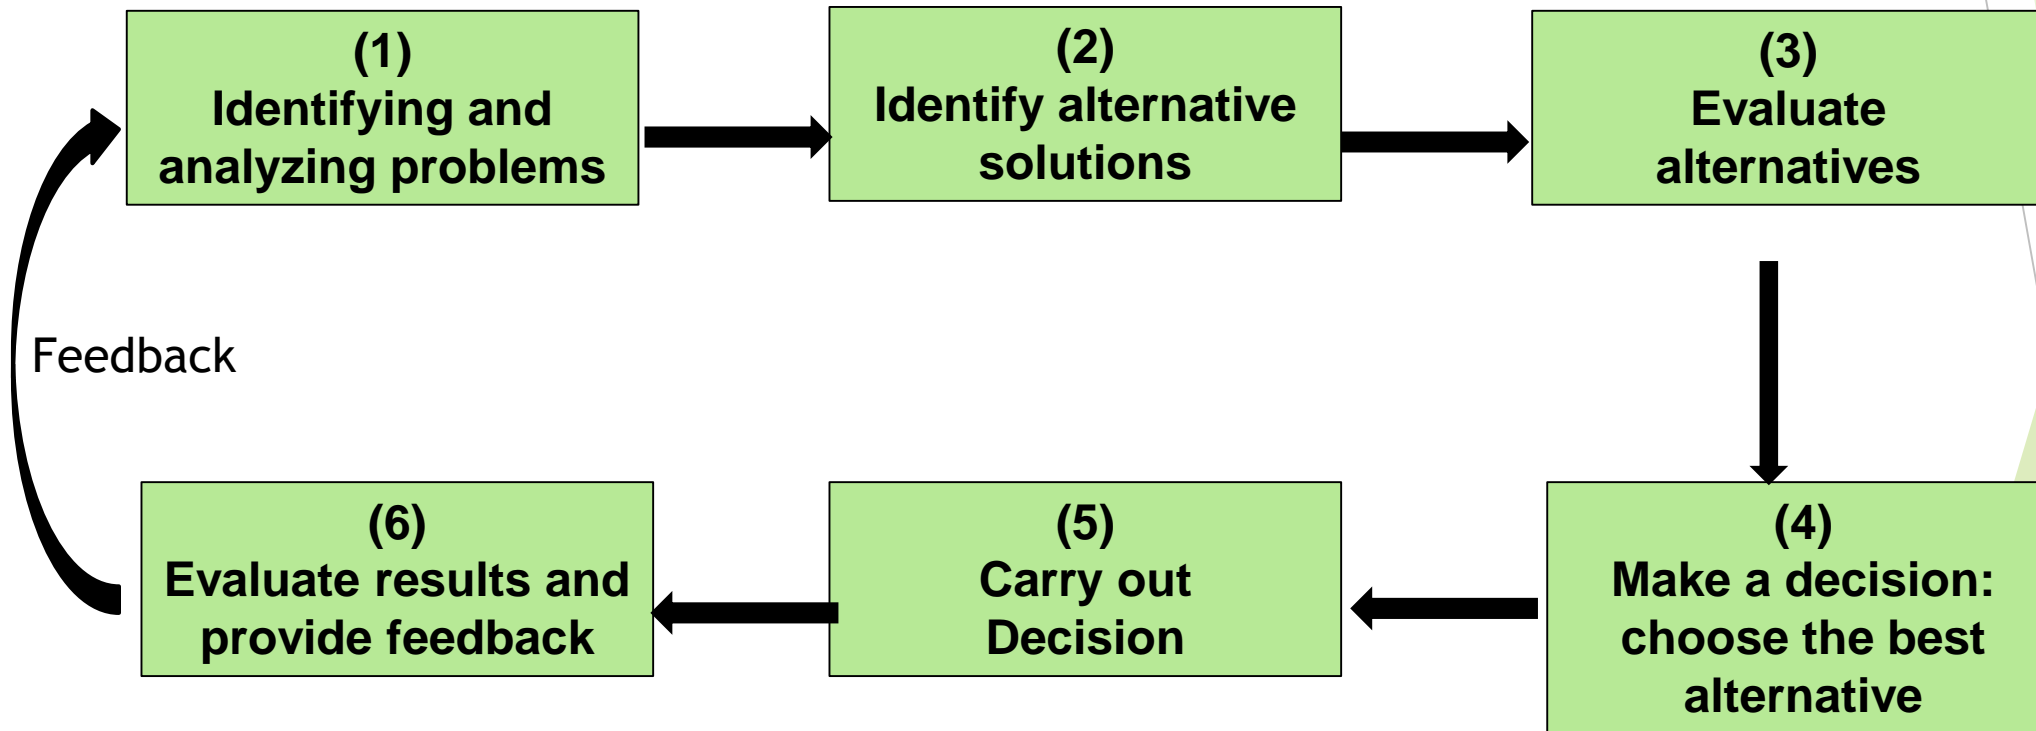 (1)
Identifying and
analyzing problems
(2)
Identify alternative
solutions
(3)
Evaluate
alternatives
Feedback
(4)
Make a decision:
choose the best
alternative
(5)
Carry out
Decision
(6)
Evaluate results and
provide feedback